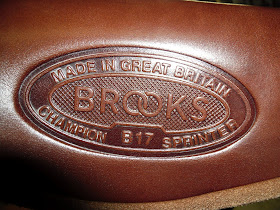 MADE IN GREAT BRITAIN
BROOKS
CHAMPION B17 SPRINTER